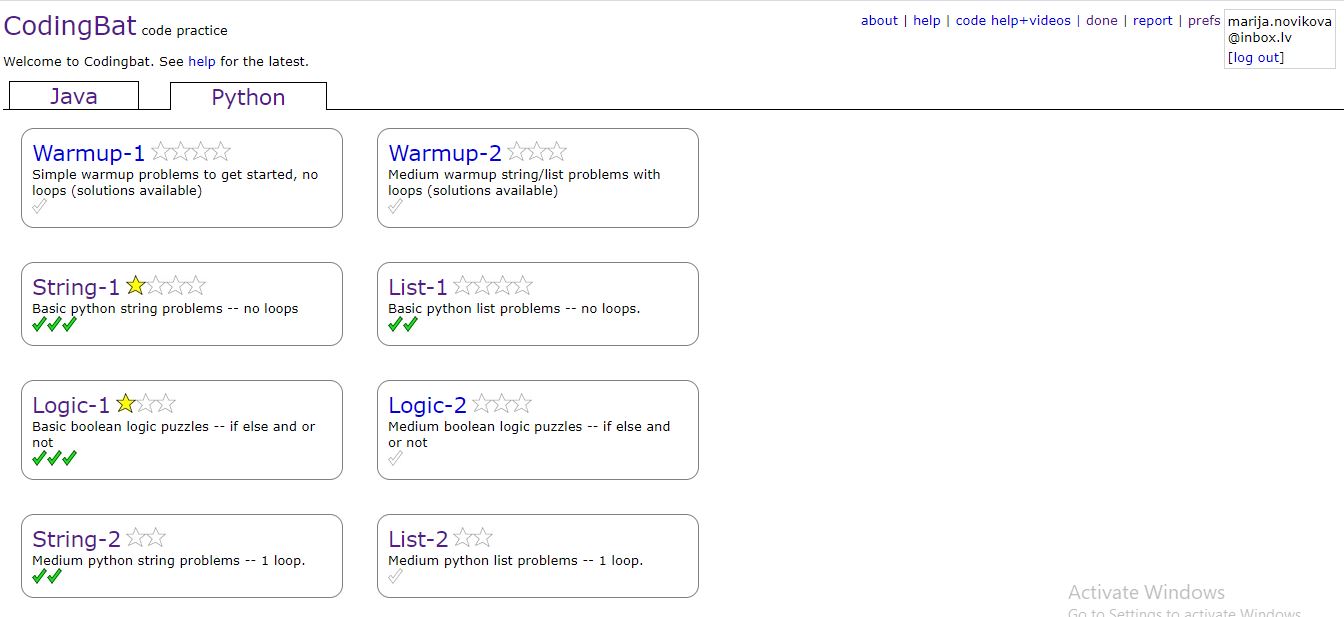 CodingBat code practice
about | help | code help+videos | done | report | prefs
marija.novikova
@inbox.lv
[log out]
Welcome to Codingbat. See help for the latest.
Java Python
Warmup-1
Simple warmup problems to get started, no
loops (solutions available)
Warmup-2
Medium warmup string/list problems with
loops (solutions available)
String-1
Basic python string problems -- no loops
List-1
Basic python list problems -- no loops.
Logic-1
Basic boolean logic puzzles -- if else and or
not
Logic-2
Medium boolean logic puzzles -- if else and
or not
String-2
Medium python string problems -- 1 loop.
List-2
Medium python list problems -- 1 loop.
Activate Windows
Go to Settings to activate Windows.